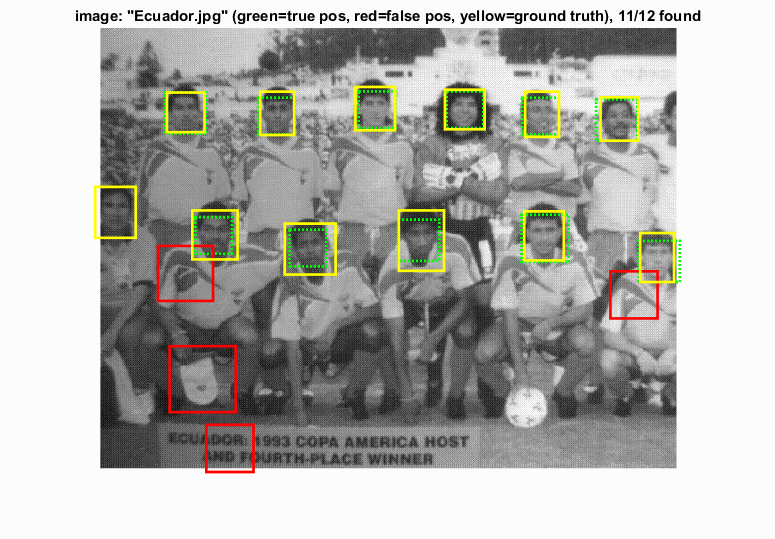 image: "Ecuador.jpg" (green=true pos, red=false pos, yellow=ground truth), 11/12 found
ECUADOR: 1993 COPA AMERICA HOST
AND FOURTH-PLACE WINNER